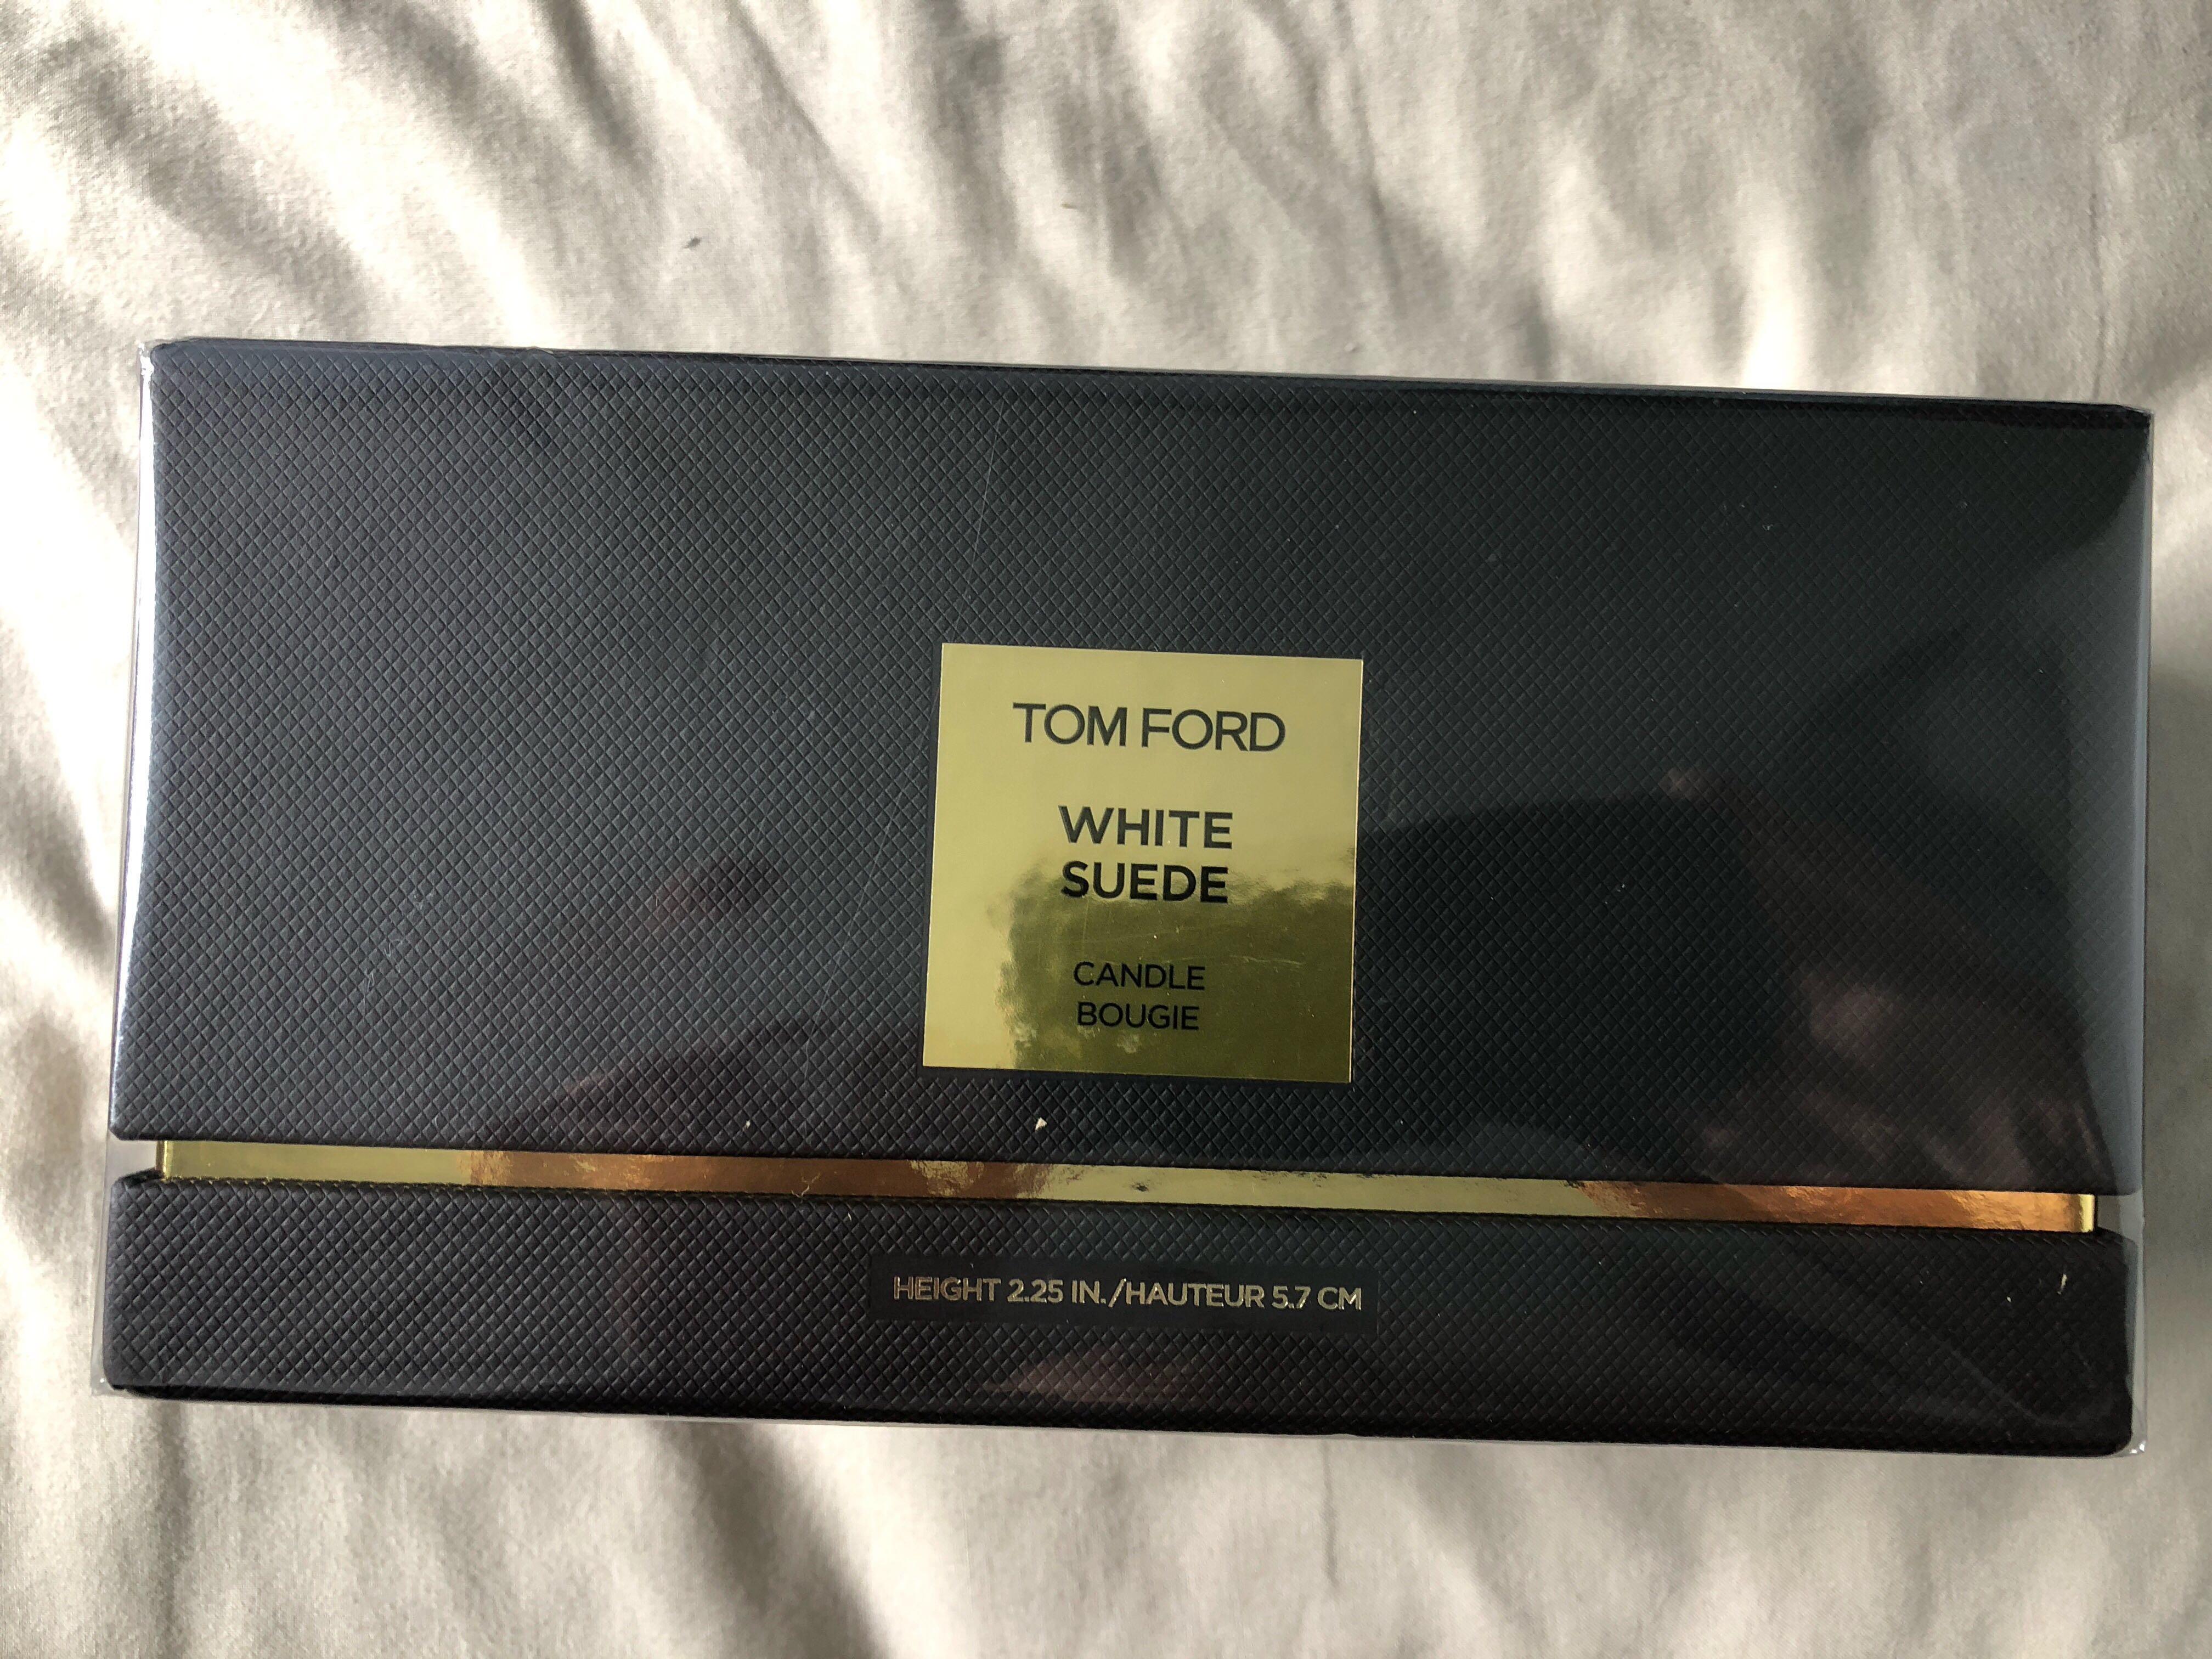 TOM FORD
WHITE
SUEDE
CANDLE
BOUGIE
HEIGHT 2.25 IN./HAUTEUR 5.7 CM